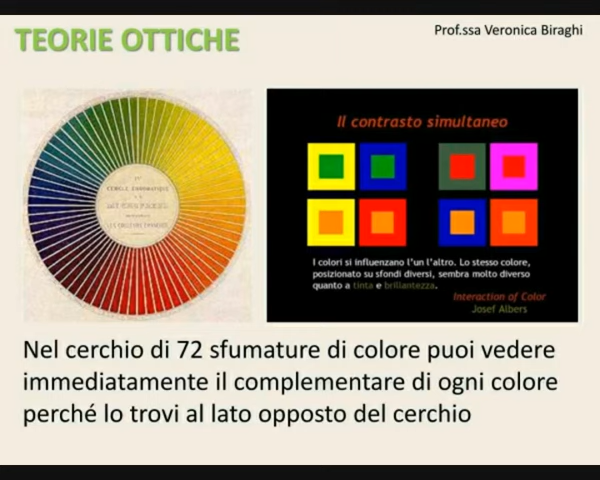 TEORIE OTTICHE
Prof.ssa Veronica Biraghi
Il contrasto simultaneo
I colori si influenzano l'un l'altro. Lo stesso colore,
posizionato su sfondi diversi, sembra molto diverso
quanto a tinta e brillantezza.
Interaction of Color
Josef Albers
Nel cerchio di 72 sfumature di colore puoi vedere
immediatamente il complementare di ogni colore
perché lo trovi al lato opposto del cerchio